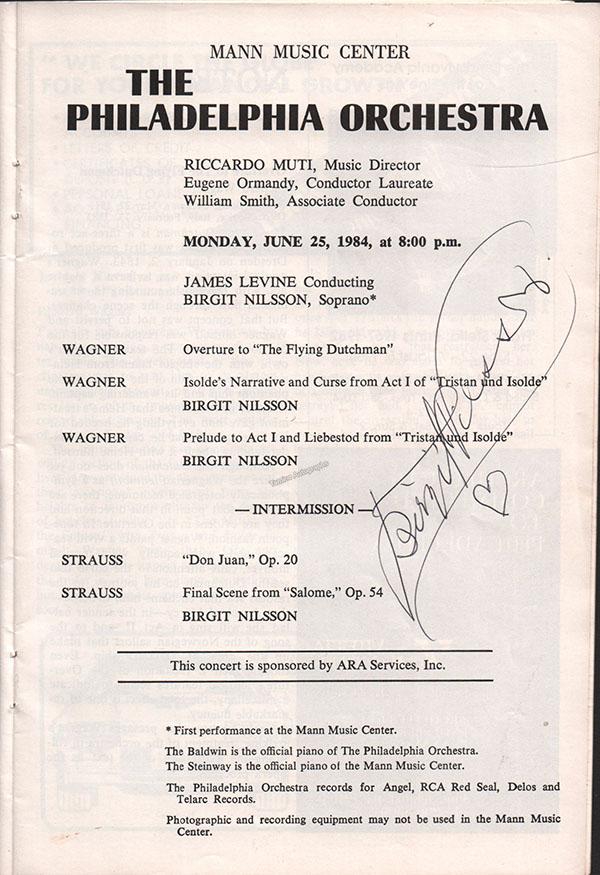 MANN MUSIC CENTER
THE
PHILADELPHIA ORCHESTRA
RICCARDO MUTI, Music Director
Eugene Ormandy, Conductor Laureate
William Smith, Associate Conductor
MONDAY, JUNE 25, 1984, at 8:00 p.m.
JAMES LEVINE Conducting
BIRGIT NILSSON, Soprano*
WAGNER Overture to "The Flying Dutchman"
WAGNER Isolde's Narrative and Curse from Act I of "Tristan und Isolde"
BIRGIT NILSSON
WAGNER Prelude to Act I and Liebestod from "Tristan und Isolde"
BIRGIT NILSSON
Tamino Autographs
Birgit Nilsson
— INTERMISSION —
STRAUSS "Don Juan," Op. 20
STRAUSS Final Scene from "Salome," Op. 54
BIRGIT NILSSON
This concert is sponsored by ARA Services, Inc.
* First performance at the Mann Music Center.
The Baldwin is the official piano of The Philadelphia Orchestra.
The Steinway is the official piano of the Mann Music Center.
The Philadelphia Orchestra records for Angel, RCA Red Seal, Delos and
Telarc Records.
Photographic and recording equipment may not be used in the Mann Music
Center.